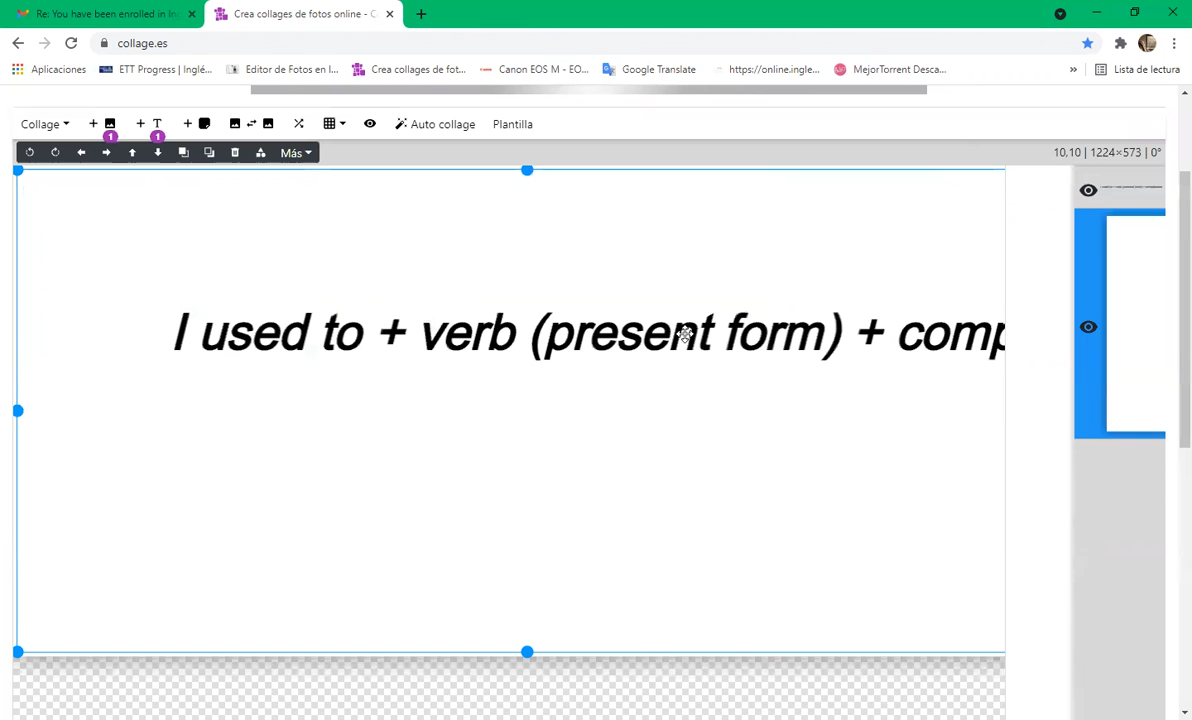 Re: You have been enrolled in In
Crea collages de fotos online - C
collage.es
Aplicaciones
ETT Progress | Inglé...
Editor de Fotos en l...
Crea collages de fot...
Canon EOS M - EO...
Google Translate
https://online.ingle...
MejorTorrent Desca...
»
Lista de lectura
Collage
+
1
+ T
1
+
Auto collage
Plantilla
Más
10,10 | 1224×573 | 0°
I used to + verb (present form) + comp